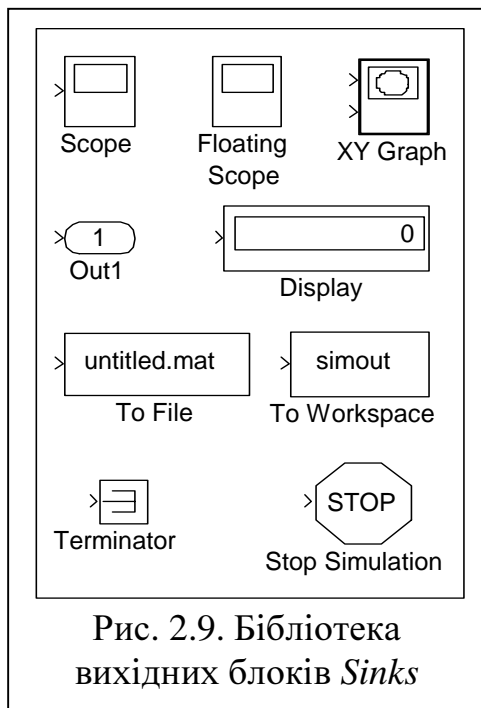 Scope
Floating
Scope
XY Graph
1
Out1
0
Display
untitled.mat
To File
simout
To Workspace
Terminator
STOP
Stop Simulation
Рис. 2.9. Бібліотека
вихідних блоків Sinks